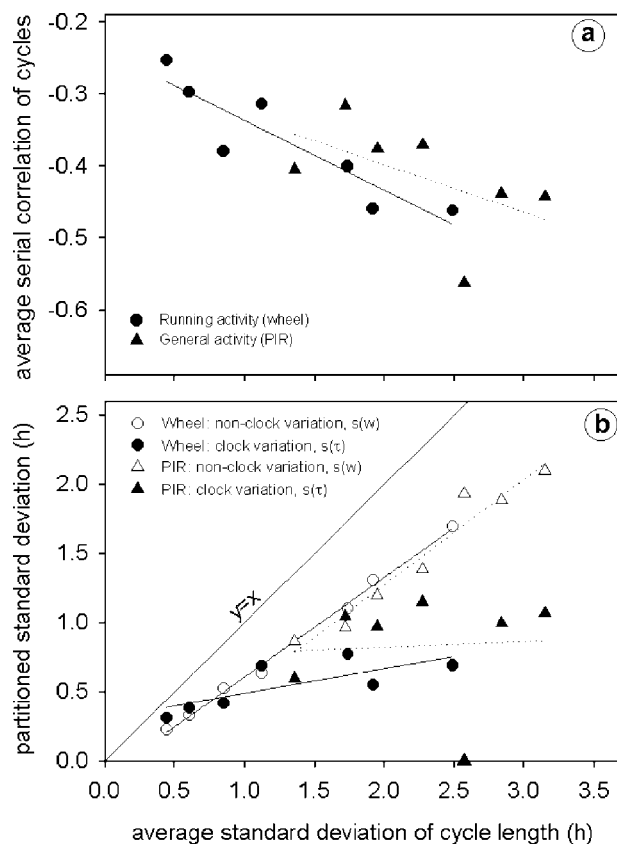 -0.2
-0.3
-0.4
-0.5
-0.6
average serial correlation of cycles
a
● Running activity (wheel)
▲ General activity (PIR)
2.5
2.0
1.5
1.0
0.5
0.0
partitioned standard deviation (h)
b
○ Wheel: non-clock variation, s(w)
● Wheel: clock variation, s(τ)
△ PIR: non-clock variation, s(w)
▲ PIR: clock variation, s(τ)
y=x
0.0 0.5 1.0 1.5 2.0 2.5 3.0 3.5
average standard deviation of cycle length (h)